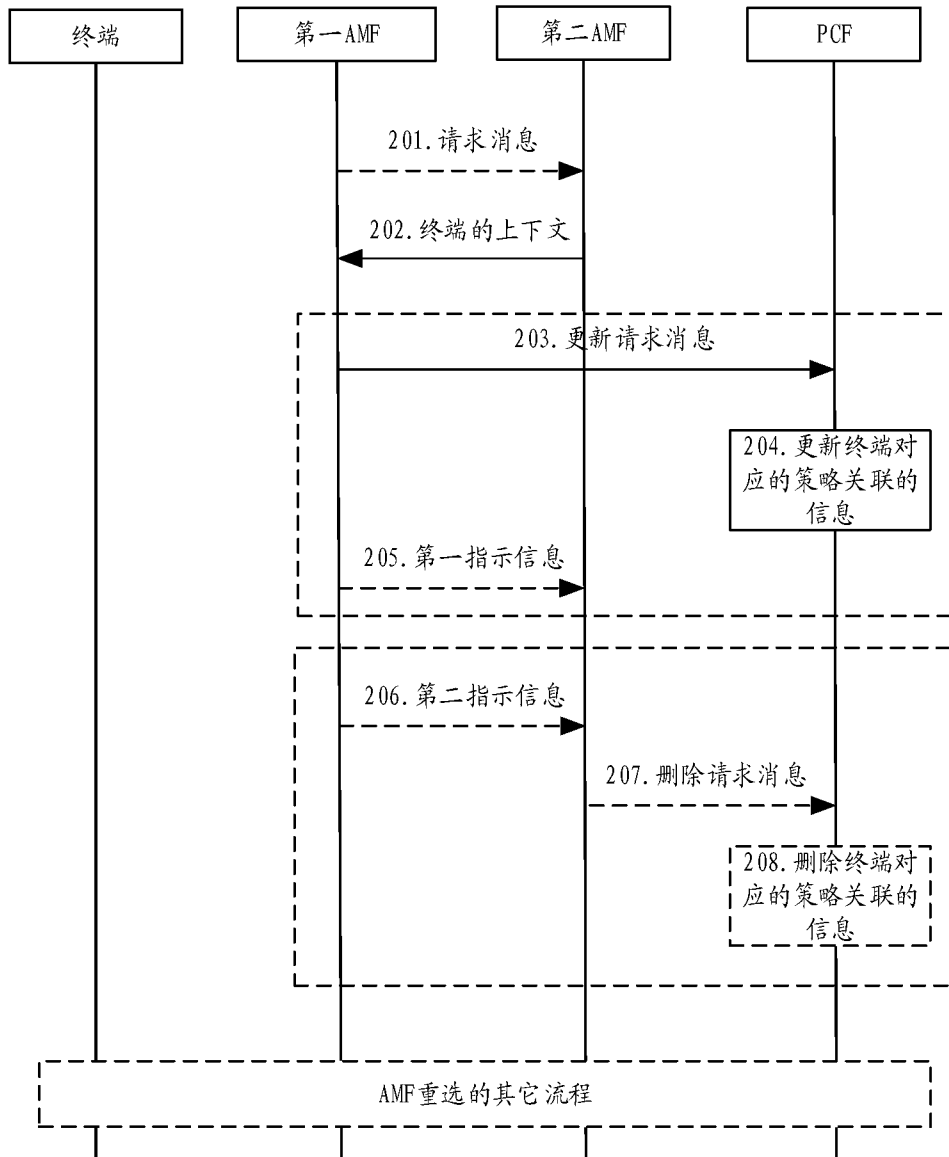 终端
第一AMF
第二AMF
PCF
201.请求消息
202.终端的上下文
203.更新请求消息
204.更新终端对
应的策略关联的
信息
205.第一指示信息
206.第二指示信息
207.删除请求消息
208.删除终端对
应的策略关联的
信息
AMF重选的其它流程